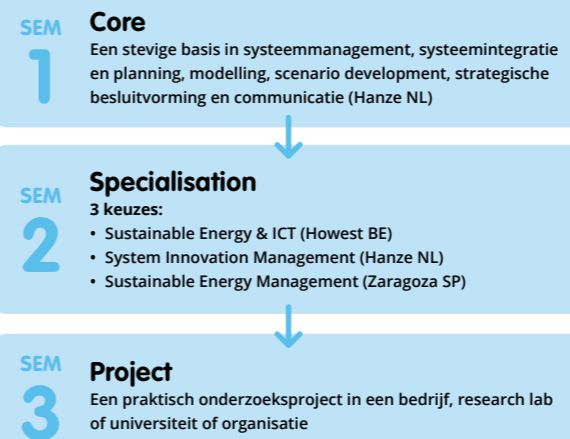 SEM
1
Core
Een stevige basis in systeemmanagement, systeemintegratie
en planning, modelling, scenario development, strategische
besluitvorming en communicatie (Hanze NL)
SEM
2
Specialisation
3 keuzes:
• Sustainable Energy & ICT (Howest BE)
• System Innovation Management (Hanze NL)
• Sustainable Energy Management (Zaragoza SP)
SEM
3
Project
Een praktisch onderzoeksproject in een bedrijf, research lab
of universiteit of organisatie